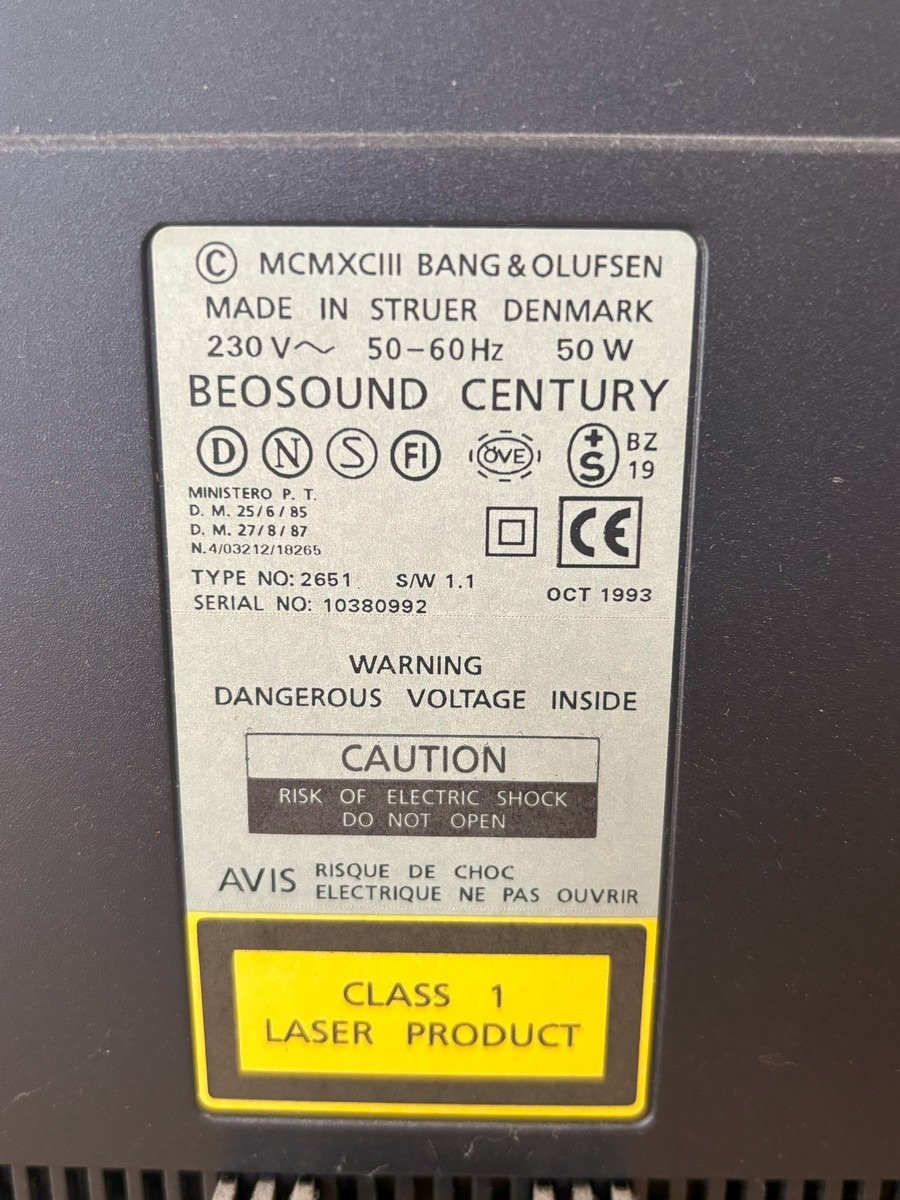 © MCMXCIII BANG & OLUFSEN
MADE IN STRUER DENMARK
230 V~ 50-60 Hz 50 W
BEOSOUND CENTURY
D N S FI ÖVE +S BZ 19
MINISTERO P. T.
D. M. 25/6/85
D. M. 27/8/87
N.4/03212/18265
CE
TYPE NO: 2651 S/W 1.1
OCT 1993
SERIAL NO: 10380992
WARNING
DANGEROUS VOLTAGE INSIDE
CAUTION
RISK OF ELECTRIC SHOCK
DO NOT OPEN
AVIS RISQUE DE CHOC
ELECTRIQUE NE PAS OUVRIR
CLASS 1
LASER PRODUCT